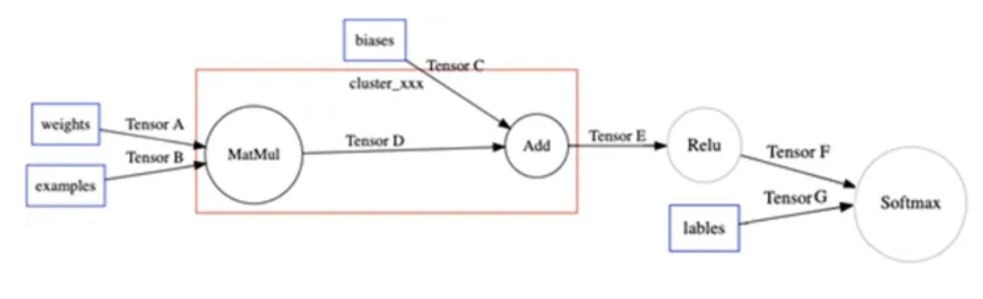 biases
Tensor C
cluster_xxx
weights
Tensor A
MatMul
Tensor D
Add
Tensor E
Relu
Tensor F
Tensor B
examples
Tensor G
lables
Softmax